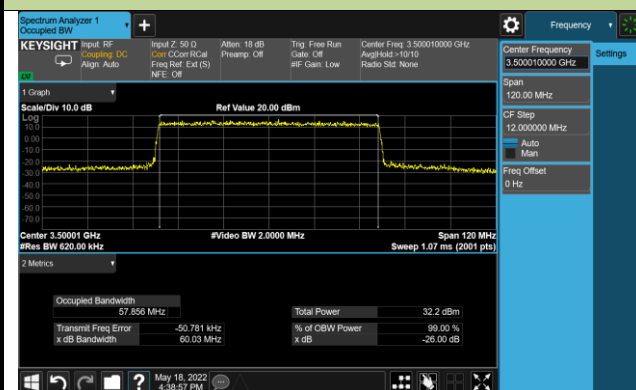 Spectrum Analyzer 1
Occupied BW
+
Frequency
KEYSIGHT
Input: RF
Coupling: DC
Align: Auto
Input Z: 50 Ω
Corr CCorr RCal
Freq Ref: Ext (S)
NFE: Off
Atten: 18 dB
Preamp: Off
Trig: Free Run
Gate: Off
#IF Gain: Low
Center Freq: 3.500010000 GHz
Avg|Hold:>10/10
Radio Std: None
Center Frequency
3.500010000 GHz
Settings
Span
120.00 MHz
CF Step
12.000000 MHz
Auto
Man
Freq Offset
0 Hz
LXI
1 Graph
Scale/Div 10.0 dB
Ref Value 20.00 dBm
Log
10.0
0.00
-10.0
-20.0
-30.0
-40.0
-50.0
-60.0
-70.0
Center 3.50001 GHz
#Video BW 2.0000 MHz
Span 120 MHz
#Res BW 620.00 kHz
Sweep 1.07 ms (2001 pts)
2 Metrics
Occupied Bandwidth
57.856 MHz
Total Power
32.2 dBm
Transmit Freq Error
-50.781 kHz
% of OBW Power
99.00 %
x dB Bandwidth
60.03 MHz
x dB
-26.00 dB
?
May 18, 2022
4:38:57 PM